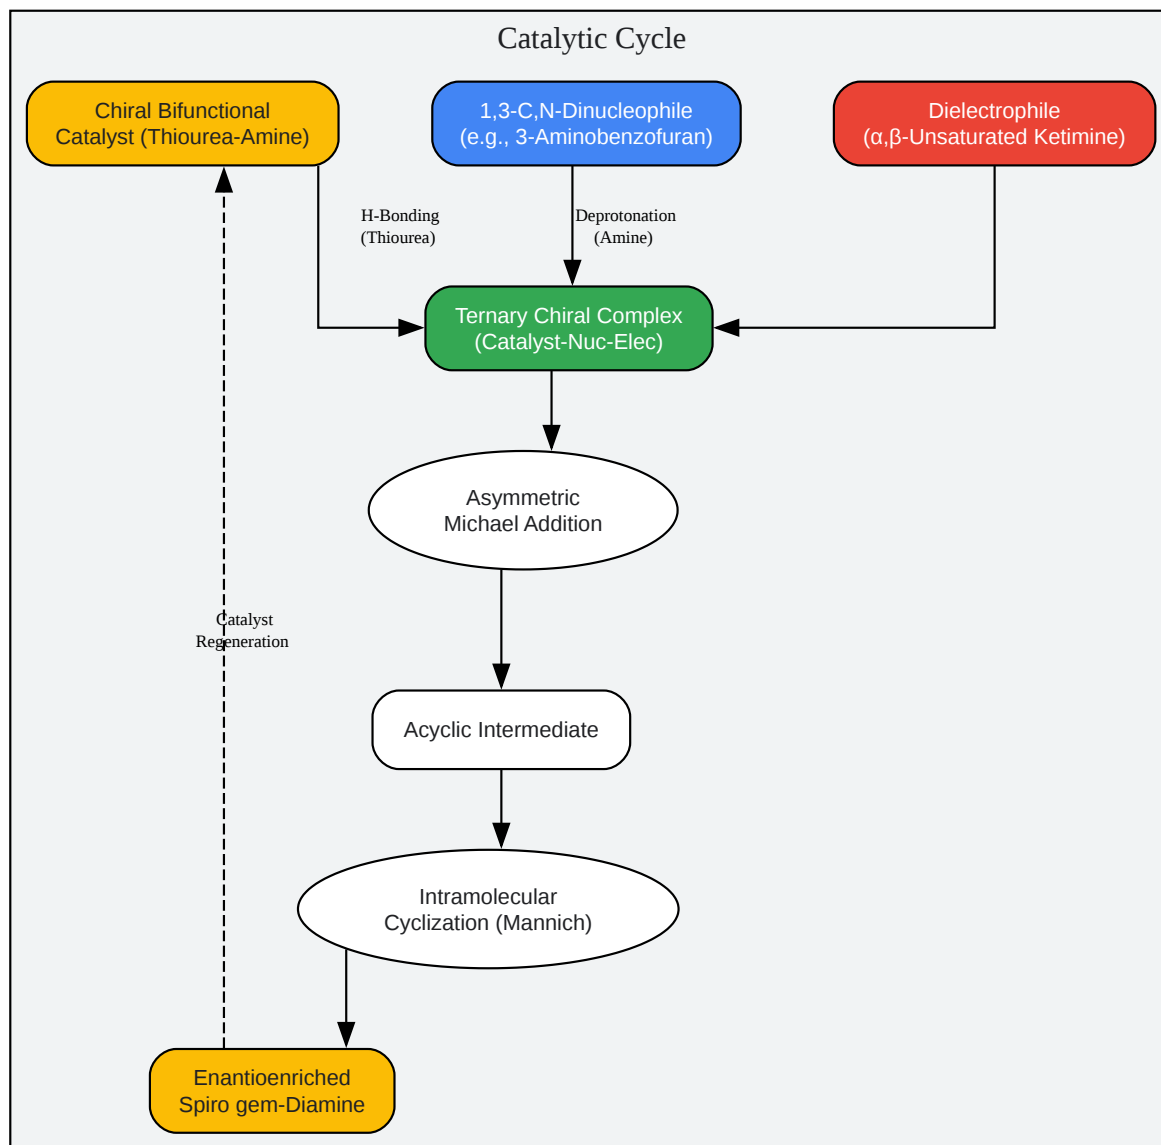 Catalytic Cycle
Chiral Bifunctional
Catalyst (Thiourea-Amine)
1,3-C,N-Dinucleophile
(e.g., 3-Aminobenzofuran)
Dielectrophile
(α,β-Unsaturated Ketimine)
H-Bonding
(Thiourea)
Deprotonation
(Amine)
Ternary Chiral Complex
(Catalyst-Nuc-Elec)
Asymmetric
Michael Addition
Catalyst
Regeneration
Acyclic Intermediate
Intramolecular
Cyclization (Mannich)
Enantioenriched
Spiro gem-Diamine